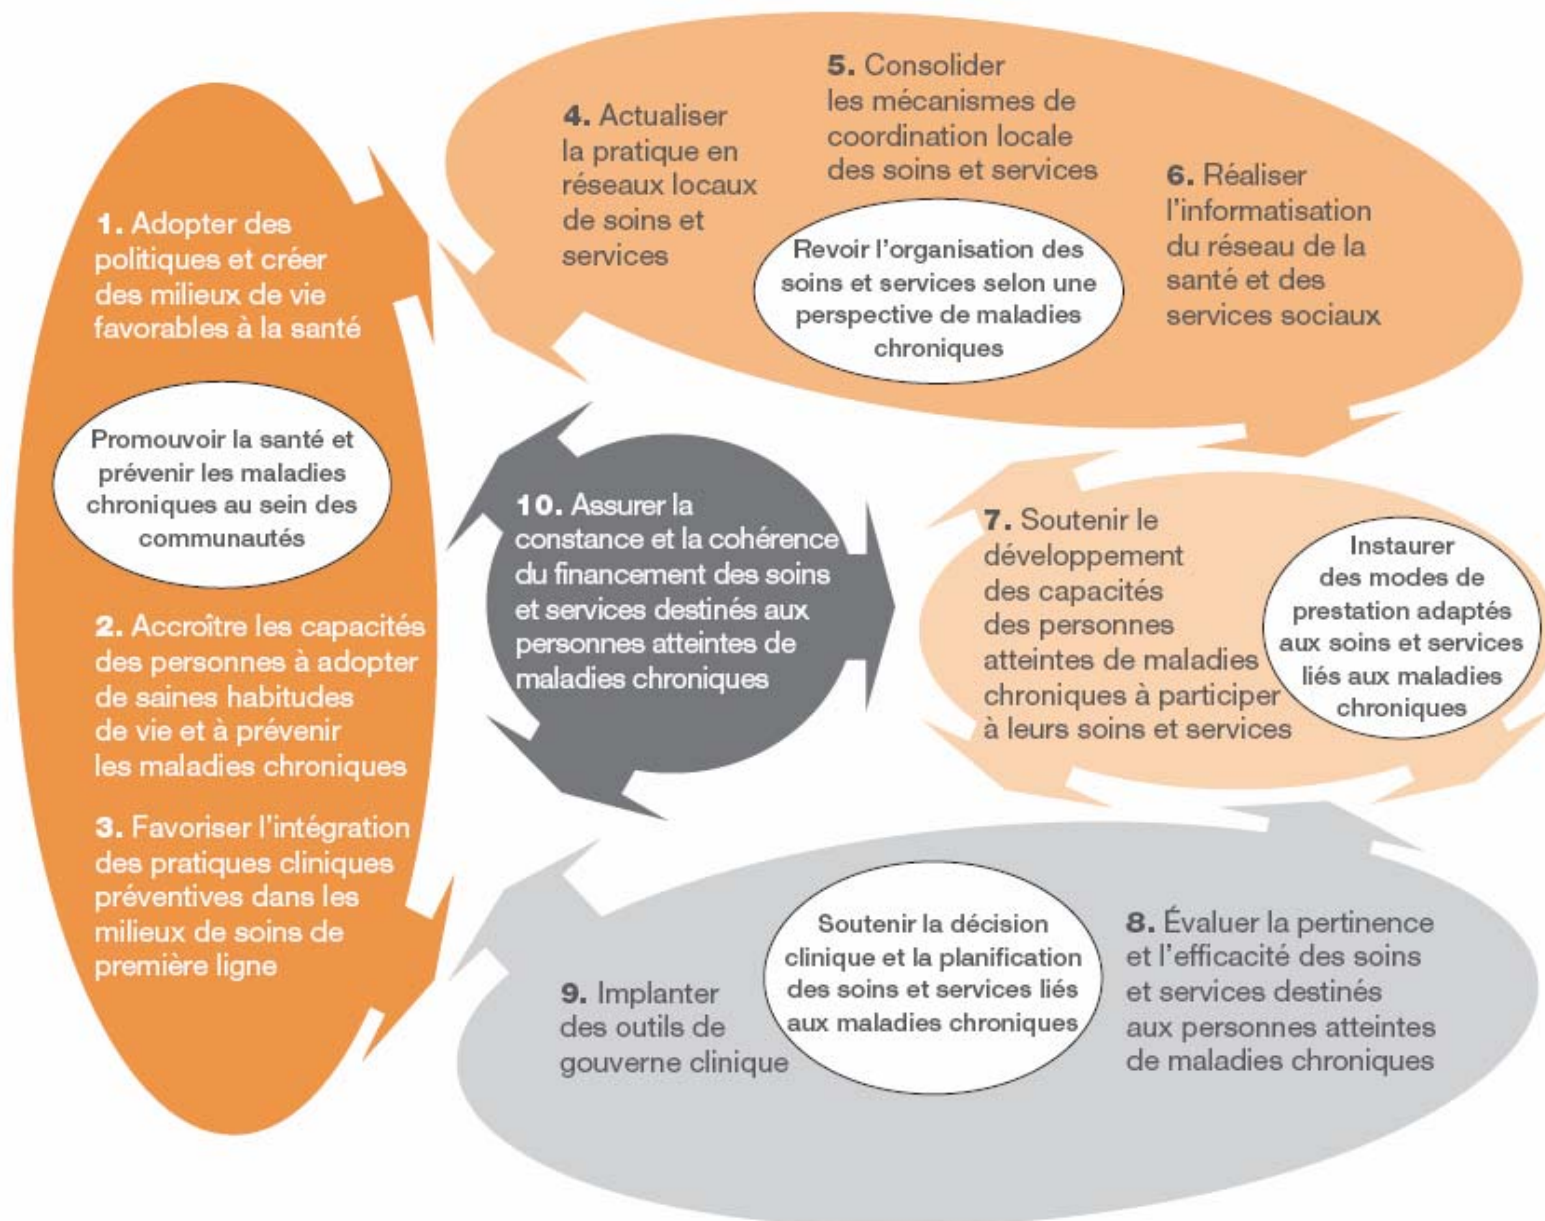 1. Adopter des
politiques et créer
des milieux de vie
favorables à la santé
Promouvoir la santé et
prévenir les maladies
chroniques au sein des
communautés
2. Accroître les capacités
des personnes à adopter
de saines habitudes
de vie et à prévenir
les maladies chroniques
3. Favoriser l'intégration
des pratiques cliniques
préventives dans les
milieux de soins de
première ligne
4. Actualiser
la pratique en
réseaux locaux
de soins et
services
5. Consolider
les mécanismes de
coordination locale
des soins et services
Revoir l'organisation des
soins et services selon une
perspective de maladies
chroniques
6. Réaliser
l'informatisation
du réseau de la
santé et des
services sociaux
10. Assurer la
constance et la cohérence
du financement des soins
et services destinés aux
personnes atteintes de
maladies chroniques
7. Soutenir le
développement
des capacités
des personnes
atteintes de maladies
chroniques à participer
à leurs soins et services
Instaurer
des modes de
prestation adaptés
aux soins et services
liés aux maladies
chroniques
9. Implanter
des outils de
gouverne clinique
Soutenir la décision
clinique et la planification
des soins et services liés
aux maladies chroniques
8. Évaluer la pertinence
et l'efficacité des soins
et services destinés
aux personnes atteintes
de maladies chroniques